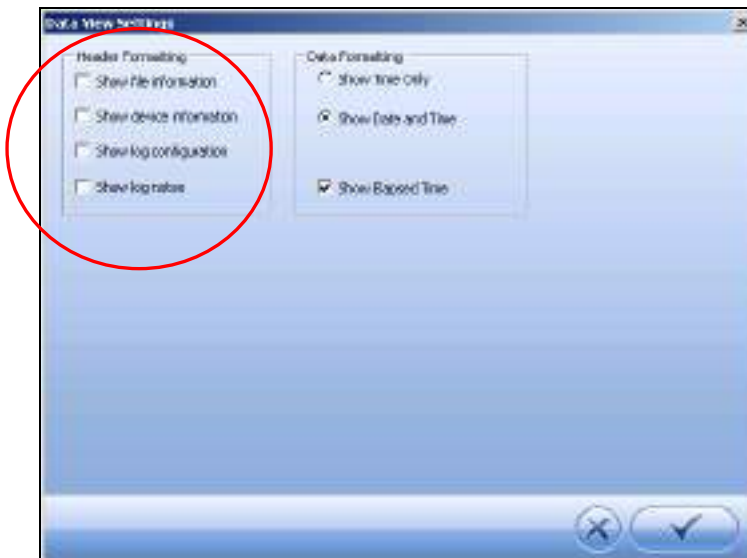 Data View Settings
Header Formatting
Show file information
Show device information
Show log configuration
Show log notes
Data Formatting
Show Time Only
Show Date and Time
Show Elapsed Time